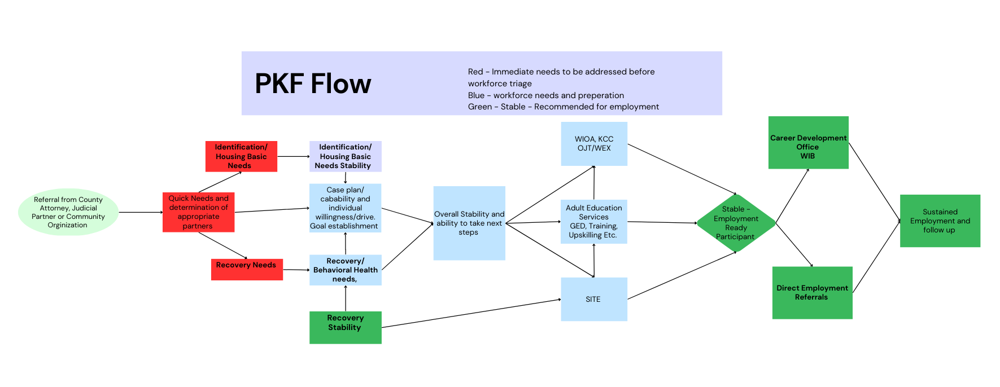 PKF Flow
Red - Immediate needs to be addressed before
workforce triage
Blue - workforce needs and preperation
Green - Stable - Recommended for employment
Referral from County
Attorney, Judicial
Partner or Community
Orginization
Quick Needs and
determination of
appropriate
partners
Identification/
Housing Basic
Needs
Recovery Needs
Identification/
Housing Basic
Needs Stability
Case plan/
cabability and
individual
willingness/drive.
Goal establishment
Recovery/
Behavioral Health
needs,
Recovery
Stability
Overall Stability and
ability to take next
steps
WIOA, KCC
OJT/WEX
Adult Education
Services
GED, Training,
Upskilling Etc.
SITE
Stable -
Employment
Ready
Participant
Career Development
Office
WIB
Direct Employment
Referrals
Sustained
Employment and
follow up